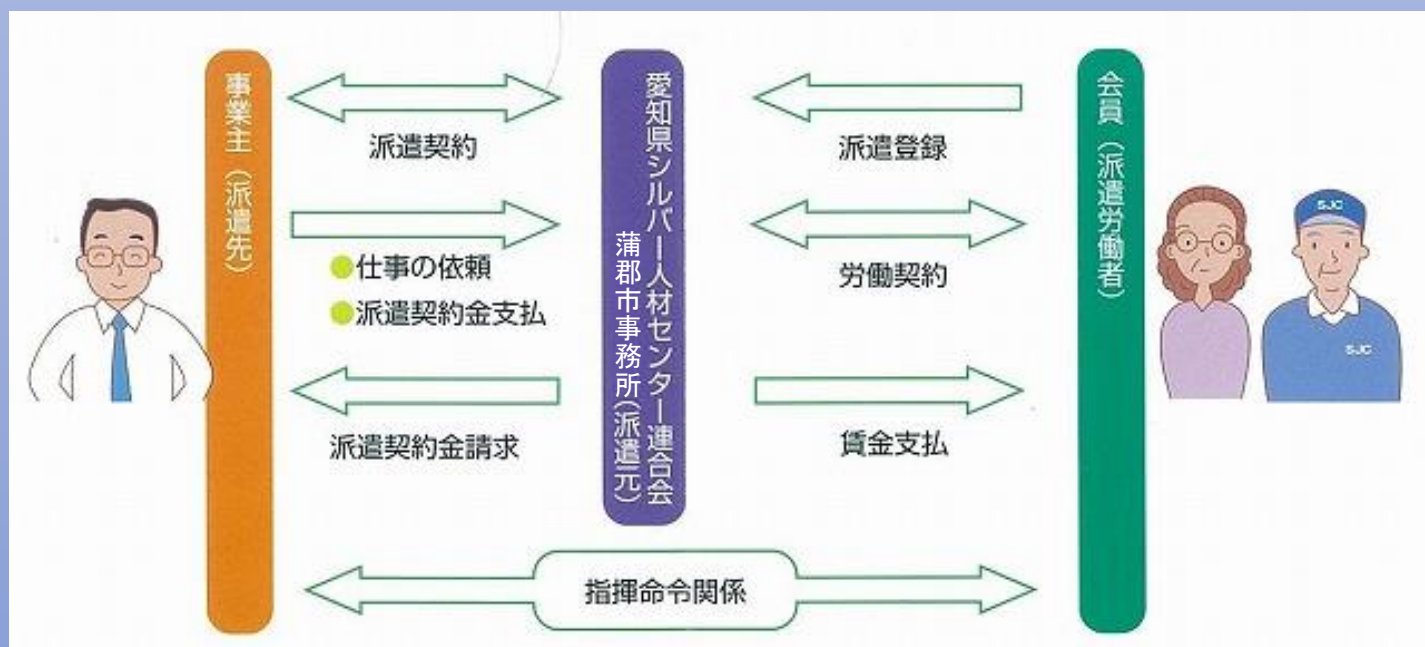 事業主（派遣先）
派遣契約
●仕事の依頼
●派遣契約金支払
派遣契約金請求
愛知県シルバー人材センター連合会
蒲郡市事務所（派遣元）
派遣登録
労働契約
賃金支払
会員（派遣労働者）
SJC
SJC
指揮命令関係